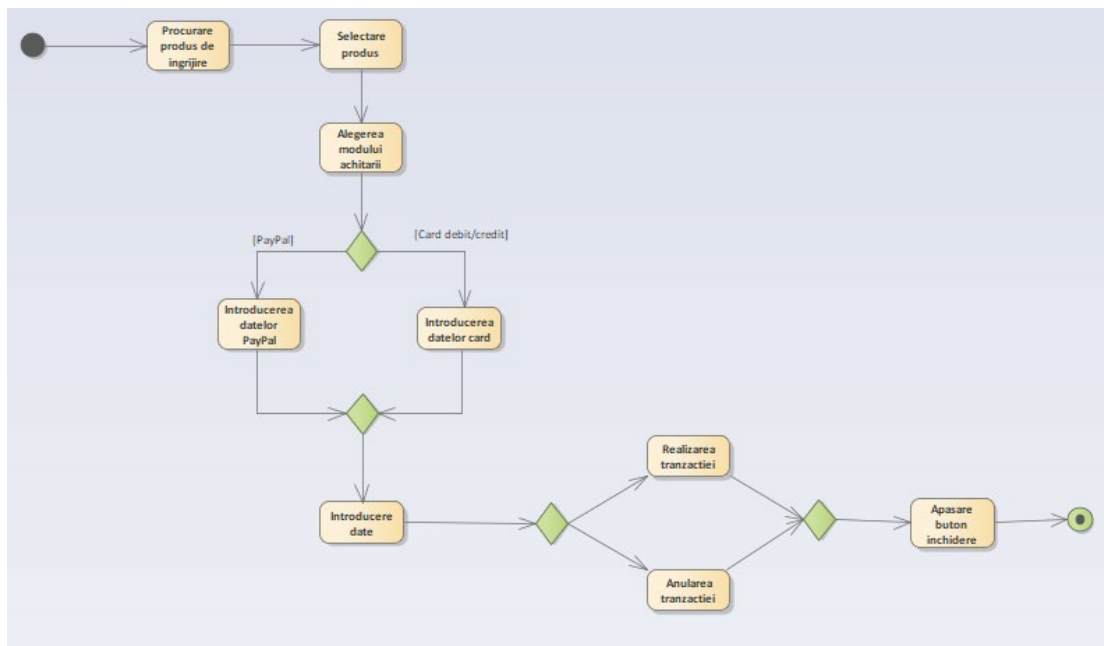 Procurare
produs de
ingrijire
Selectare
produs
Alegerea
modului
achitarii
[PayPal]
[Card debit/credit]
Introducerea
datelor
PayPal
Introducerea
datelor card
Introducere
date
Realizarea
tranzactiei
Anularea
tranzactiei
Apasare
buton
inchidere